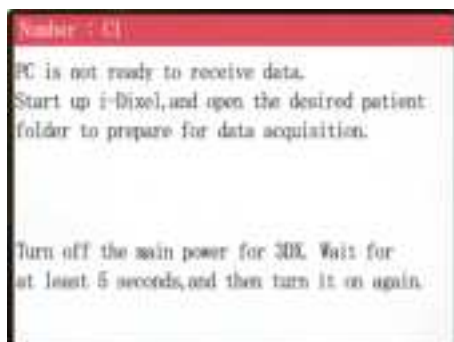 Number : C1
PC is not ready to receive data.
Start up i-Dixel,and open the desired patient
folder to prepare for data acquisition.
Turn off the main power for 3DX. Wait for
at least 5 seconds,and then turn it on again.